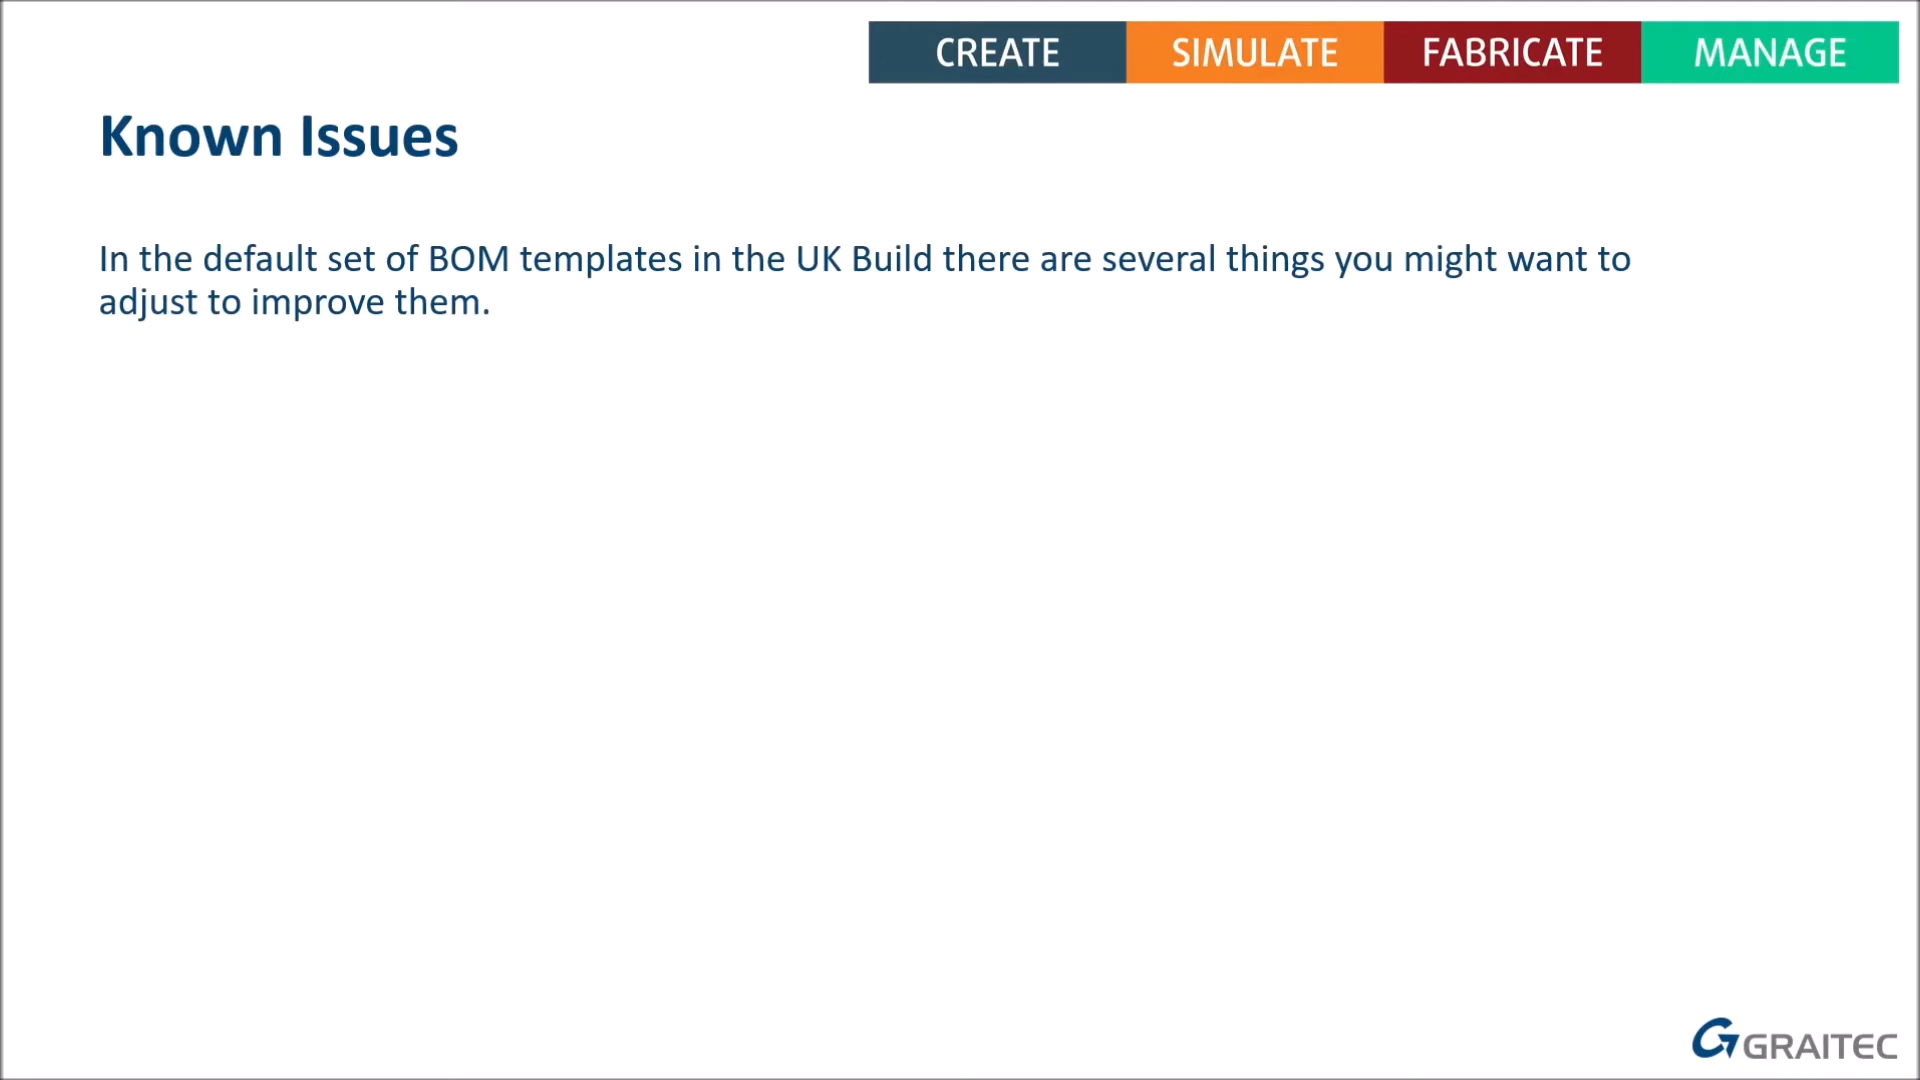 CREATE SIMULATE FABRICATE MANAGE
Known Issues
In the default set of BOM templates in the UK Build there are several things you might want to
adjust to improve them.
GRAITEC